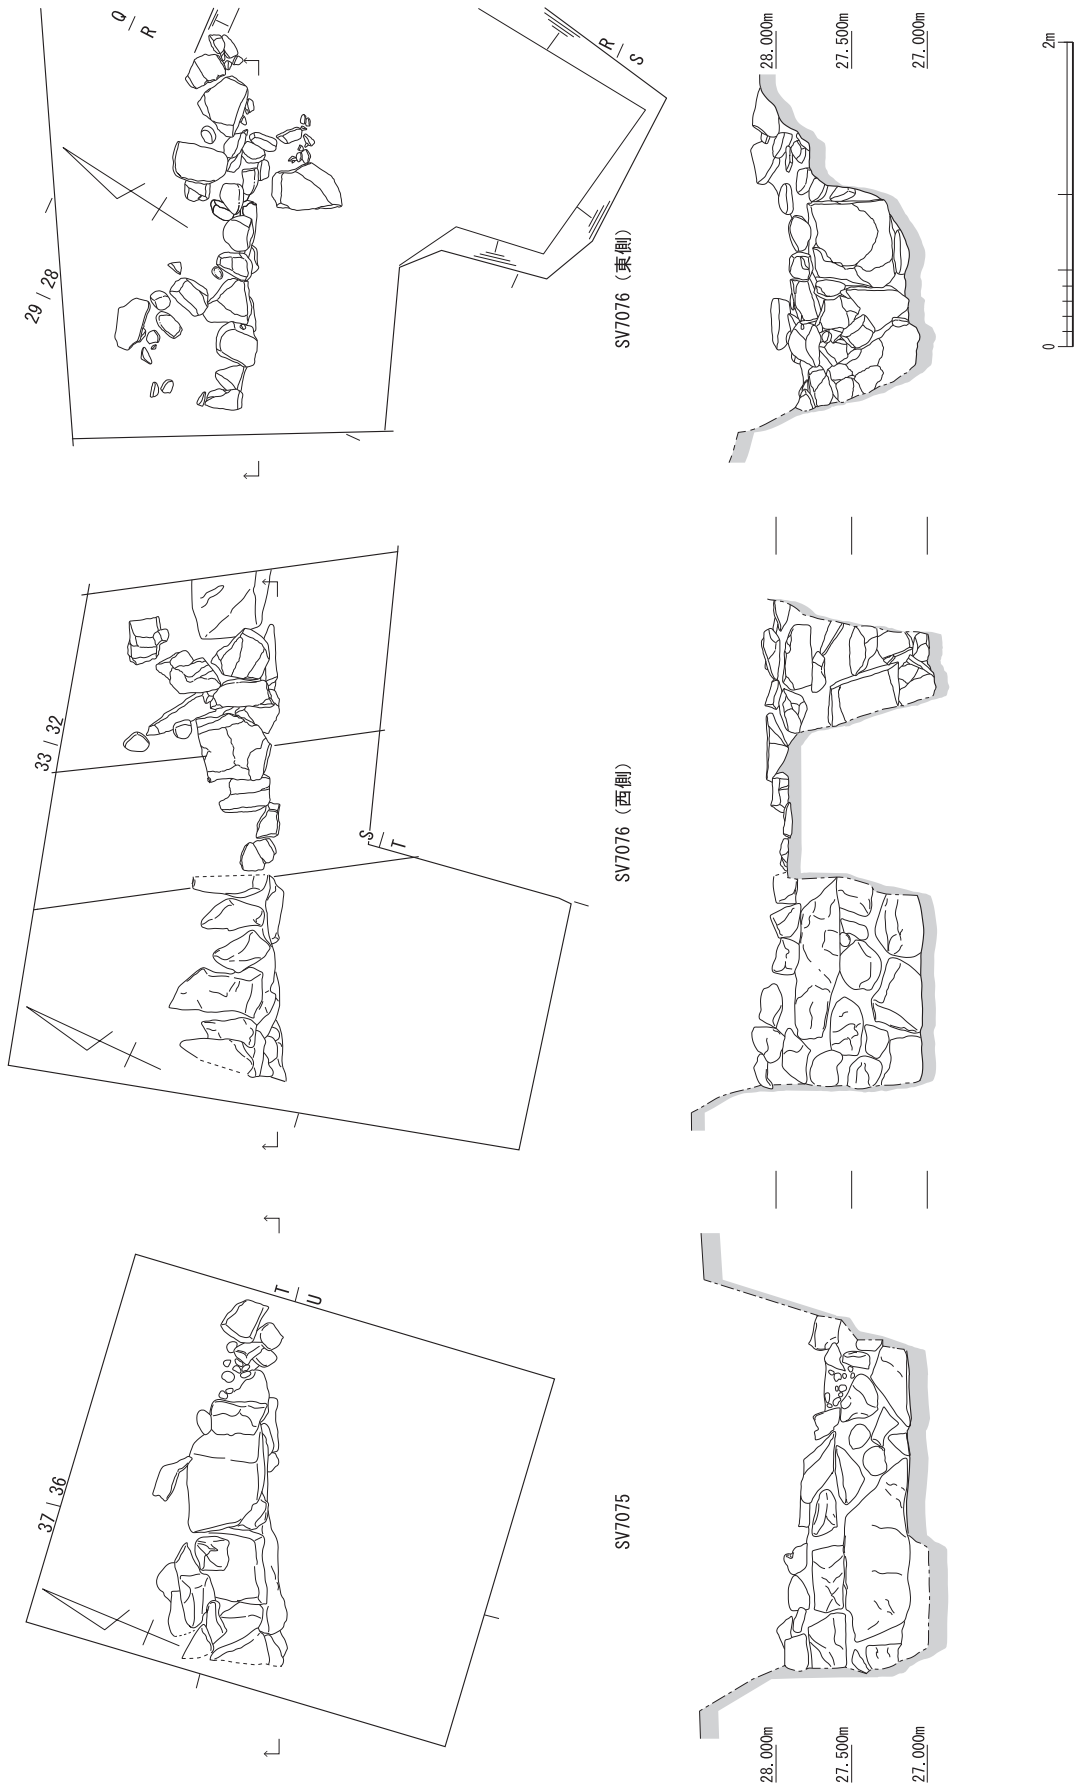 37 | 36
T | U
SV7075
33 | 32
S | T
SV7076 (西側)
29 | 28
Q | R
R | S
SV7076 (東側)
28.000m
27.500m
27.000m
28.000m
27.500m
27.000m
0
2m